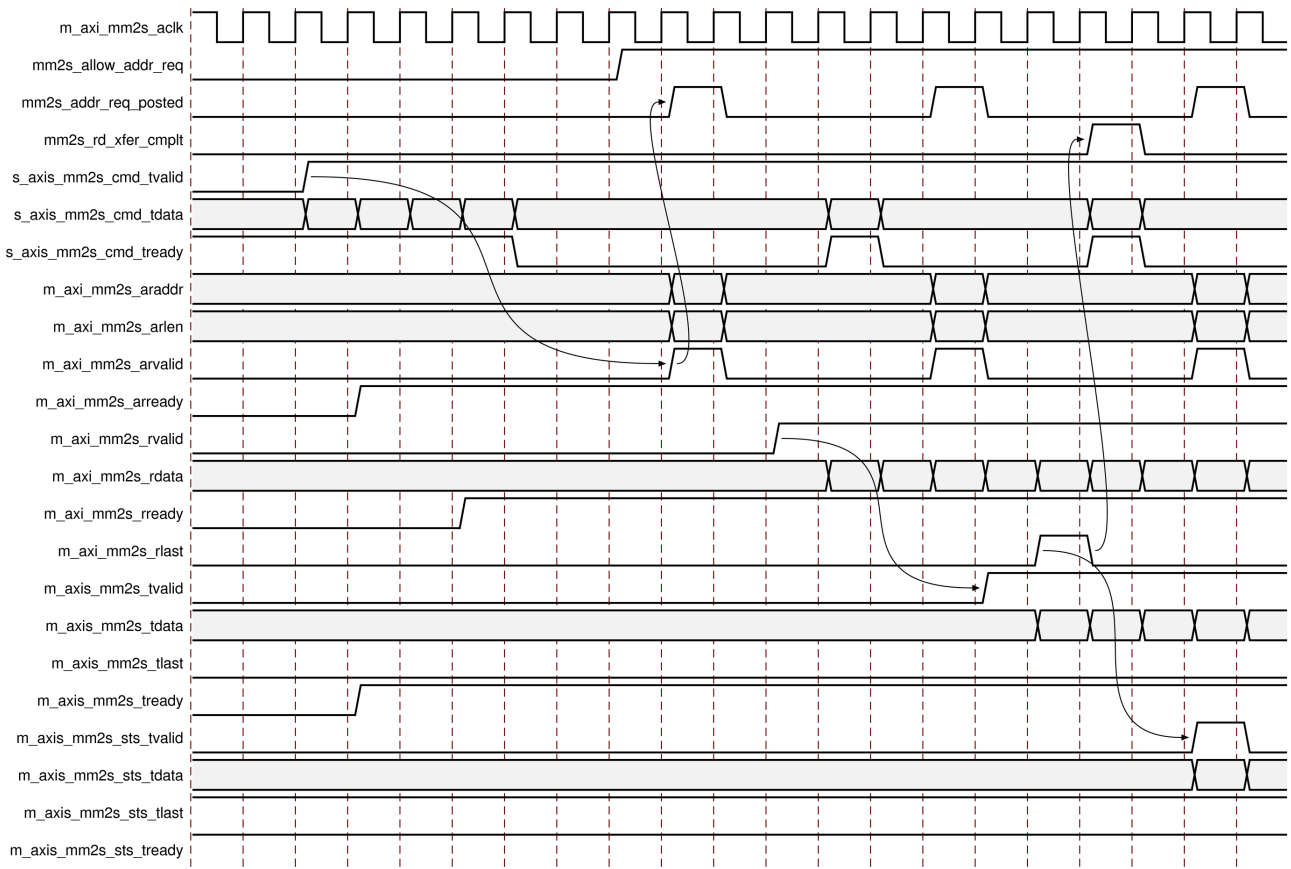 m_axi_mm2s_aclk
mm2s_allow_addr_req
mm2s_addr_req_posted
mm2s_rd_xfer_cmplt
s_axis_mm2s_cmd_tvalid
s_axis_mm2s_cmd_tdata
s_axis_mm2s_cmd_tready
m_axi_mm2s_araddr
m_axi_mm2s_arlen
m_axi_mm2s_arvalid
m_axi_mm2s_arready
m_axi_mm2s_rvalid
m_axi_mm2s_rdata
m_axi_mm2s_rready
m_axi_mm2s_rlast
m_axis_mm2s_tvalid
m_axis_mm2s_tdata
m_axis_mm2s_tlast
m_axis_mm2s_tready
m_axis_mm2s_sts_tvalid
m_axis_mm2s_sts_tdata
m_axis_mm2s_sts_tlast
m_axis_mm2s_sts_tready